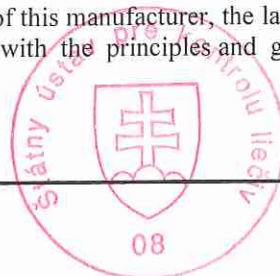 of this manufacturer, the la
with the principles and g
Štátny ústav pre kontrolu liečiv
08